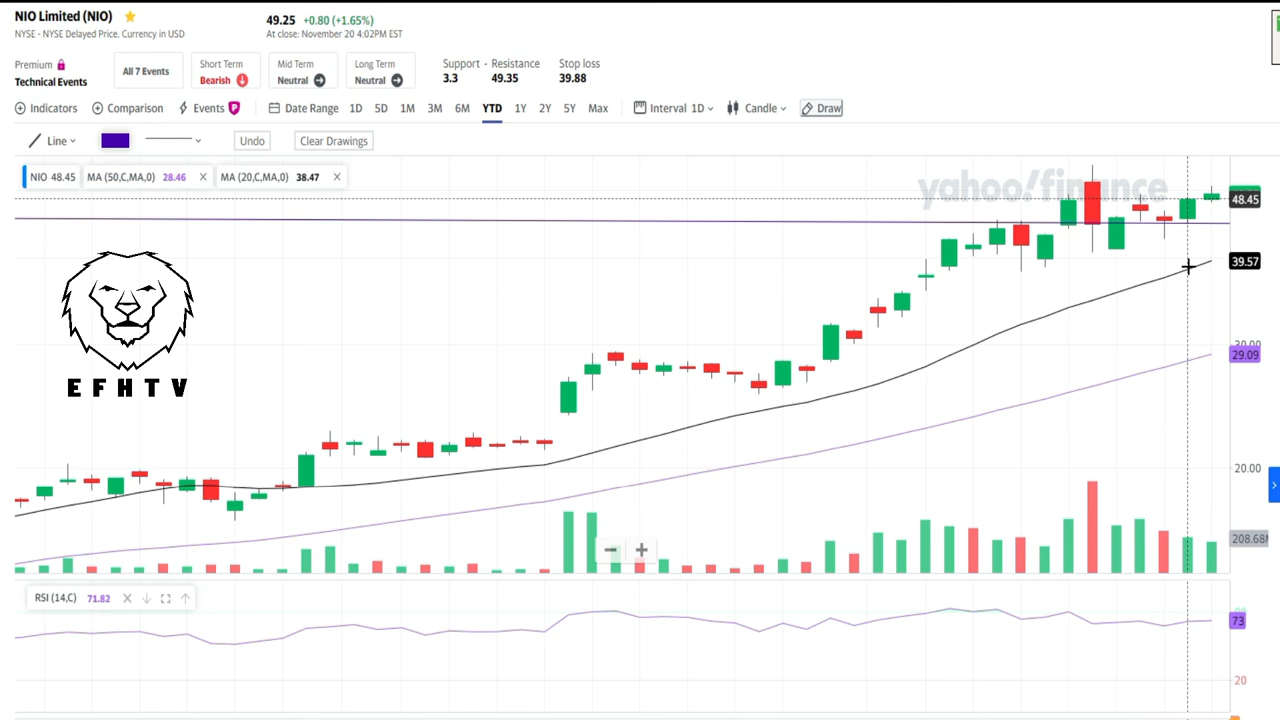 NIO Limited (NIO)
NYSE - NYSE Delayed Price. Currency in USD
49.25 +0.80 (+1.65%)
At close: November 20 4:02PM EST
Premium
Technical Events
All 7 Events
Short Term
Bearish
Mid Term
Neutral
Long Term
Neutral
Support - Resistance
3.3 49.35
Stop loss
39.88
Indicators Comparison Events P Date Range 1D 5D 1M 3M 6M YTD 1Y 2Y 5Y Max Interval 1D Candle Draw
Line Undo Clear Drawings
NIO 48.45 MA (50,C,MA,0) 28.46 X MA (20,C,MA,0) 38.47 X
yahoo!finance
48.45
39.57
30.00
29.09
EFHTV
20.00
208.68M
RSI (14,C) 71.82 X
80
73
20